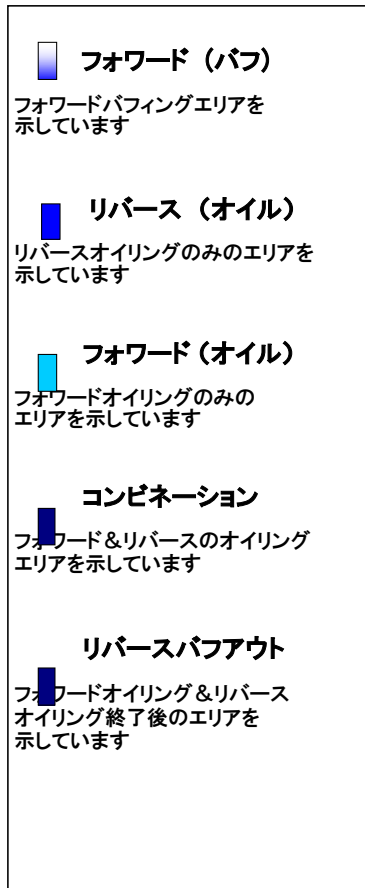 フォワード（バフ）
フォワードバフィングエリアを
示しています
リバース（オイル）
リバースオイリングのみのエリアを
示しています
フォワード（オイル）
フォワードオイリングのみの
エリアを示しています
コンビネーション
フォワード＆リバースのオイリング
エリアを示しています
リバースバフアウト
フォワードオイリング＆リバース
オイリング終了後のエリアを
示しています